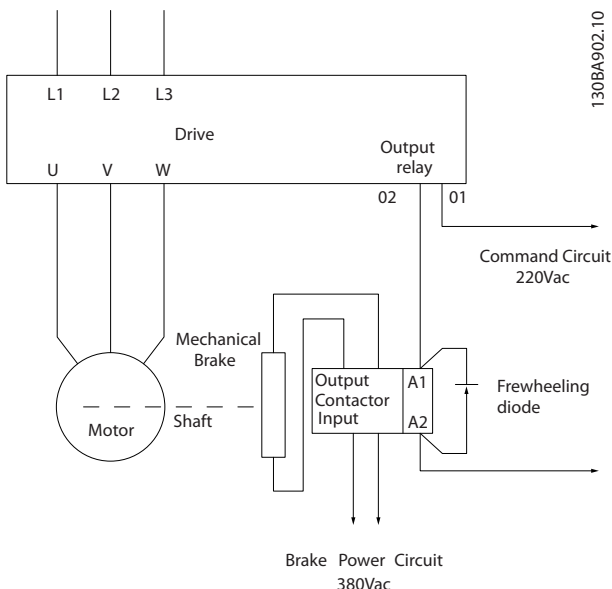 130BA902.10
L1 L2 L3
Drive
Output
relay
U V W
02 01
Command Circuit
220Vac
Mechanical
Brake
Output
Contactor
Input
A1
A2
Frewheeling
diode
Shaft
Motor
Brake Power Circuit
380Vac